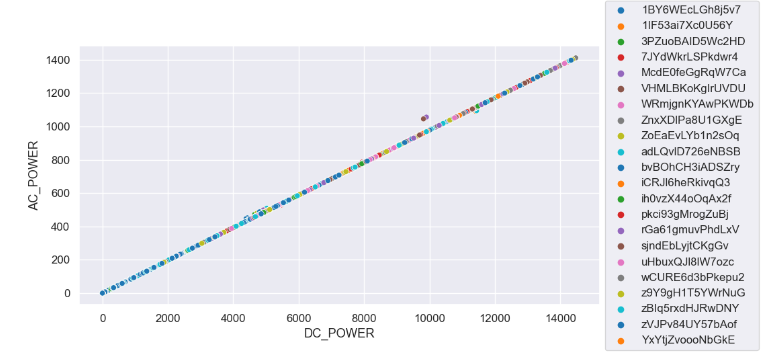 AC_POWER
1400
1200
1000
800
600
400
200
0
0
2000
4000
6000
8000
10000
12000
14000
DC_POWER
1BY6WEcLGh8j5v7
1IF53ai7Xc0U56Y
3PZuoBAID5Wc2HD
7JYdWkrLSPkdwr4
McdE0feGgRqW7Ca
VHMLBKoKgIrUVDU
WRmjgnKYAwPKWDb
ZnxXDlPa8U1GXgE
ZoEaEvLYb1n2sOq
adLQvlD726eNBSB
bvBOhCH3iADSZry
iCRJl6heRkivqQ3
ih0vzX44oOqAx2f
pkci93gMrogZuBj
rGa61gmuvPhdLxV
sjndEbLyjtCKgGv
uHbuxQJl8lW7ozc
wCURE6d3bPkepu2
z9Y9gH1T5YWrNuG
zBIq5rxdHJRwDNY
zVJPv84UY57bAof
YxYtjZvoooNbGkE